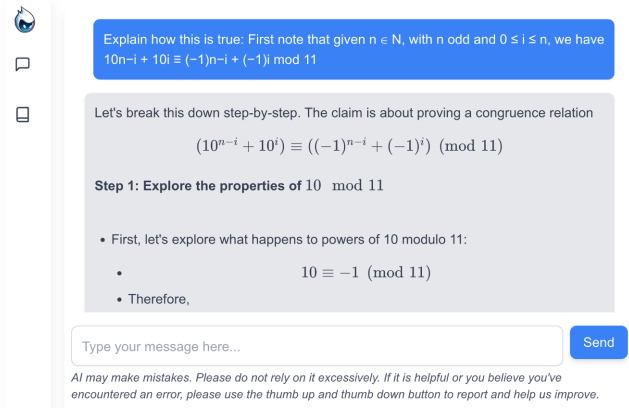 Explain how this is true: First note that given n ∈ N, with n odd and 0 ≤ i ≤ n, we have
10n−i + 10i ≡ (−1)n−i + (−1)i mod 11
Let's break this down step-by-step. The claim is about proving a congruence relation
(10ⁿ⁻ⁱ + 10ⁱ) ≡ ((−1)ⁿ⁻ⁱ + (−1)ⁱ) (mod 11)
Step 1: Explore the properties of 10 mod 11
• First, let's explore what happens to powers of 10 modulo 11:
• 10 ≡ −1 (mod 11)
• Therefore,
Type your message here...
Send
AI may make mistakes. Please do not rely on it excessively. If it is helpful or you believe you've
encountered an error, please use the thumb up and thumb down button to report and help us improve.